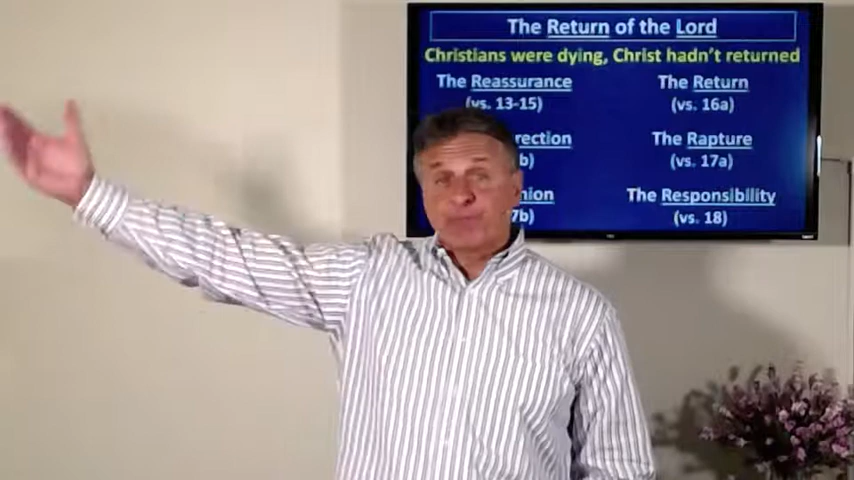 The Return of the Lord
Christians were dying, Christ hadn't returned
The Reassurance
(vs. 13-15)
The Return
(vs. 16a)
The Rapture
(vs. 17a)
The Responsibility
(vs. 18)